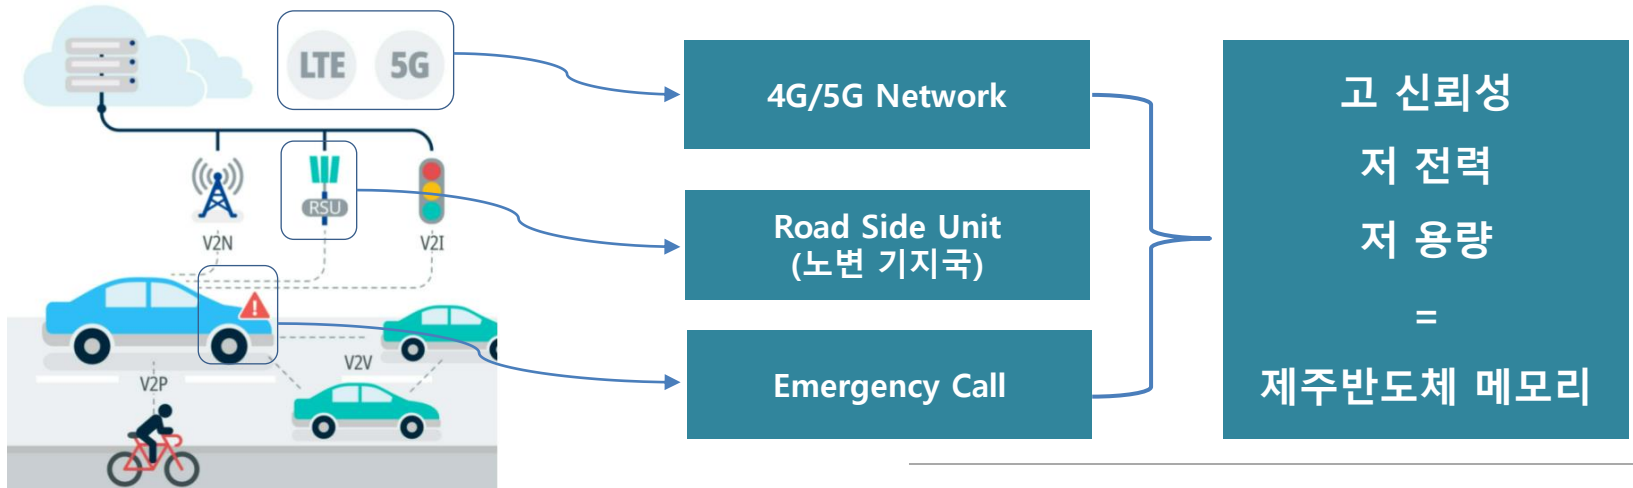 LTE
5G
RSU
V2N
V2I
V2V
V2P
4G/5G Network
Road Side Unit
(노변 기지국)
Emergency Call
고 신뢰성
저 전력
저 용량
=
제주반도체 메모리